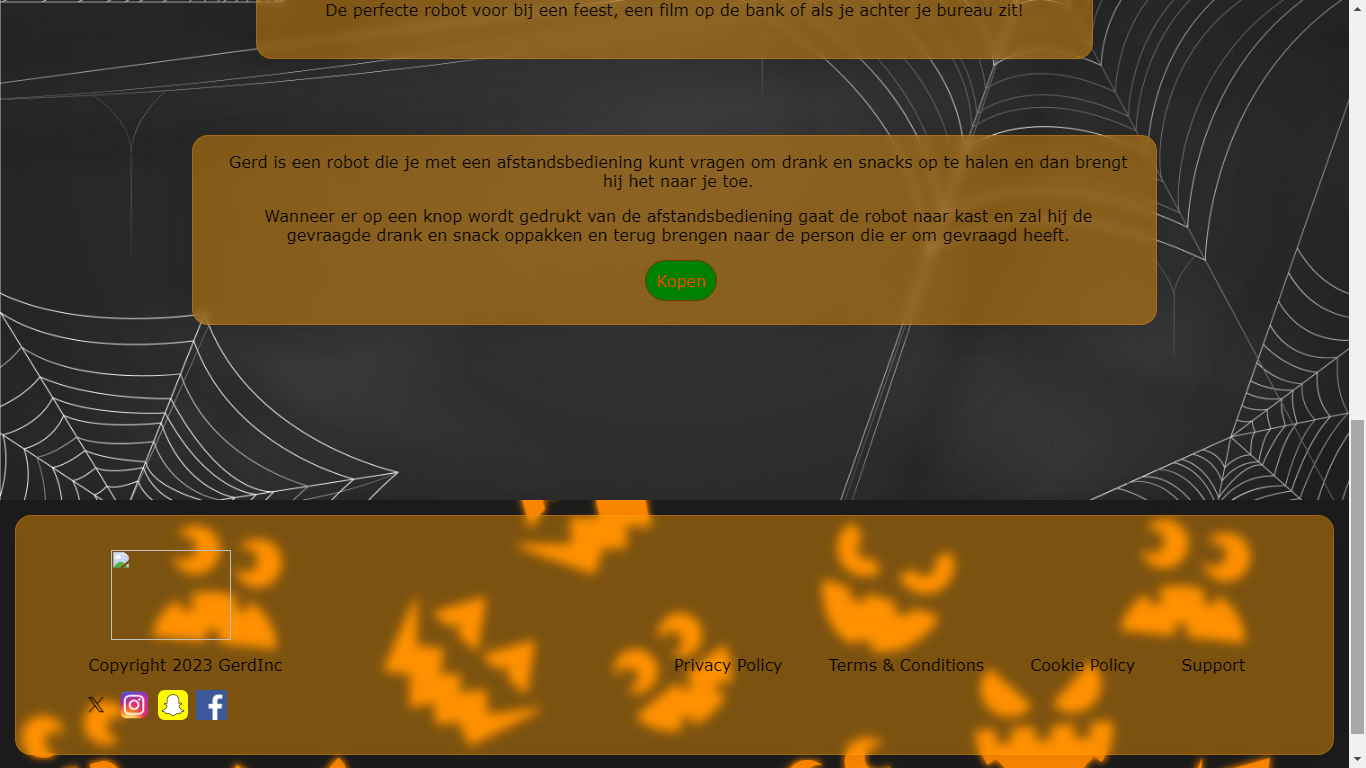 De perfecte robot voor bij een feest, een film op de bank of als je achter je bureau zit!
Gerd is een robot die je met een afstandsbediening kunt vragen om drank en snacks op te halen en dan brengt
hij het naar je toe.
Wanneer er op een knop wordt gedrukt van de afstandsbediening gaat de robot naar kast en zal hij de
gevraagde drank en snack oppakken en terug brengen naar de person die er om gevraagd heeft.
Kopen
Copyright 2023 GerdInc
Privacy Policy
Terms & Conditions
Cookie Policy
Support